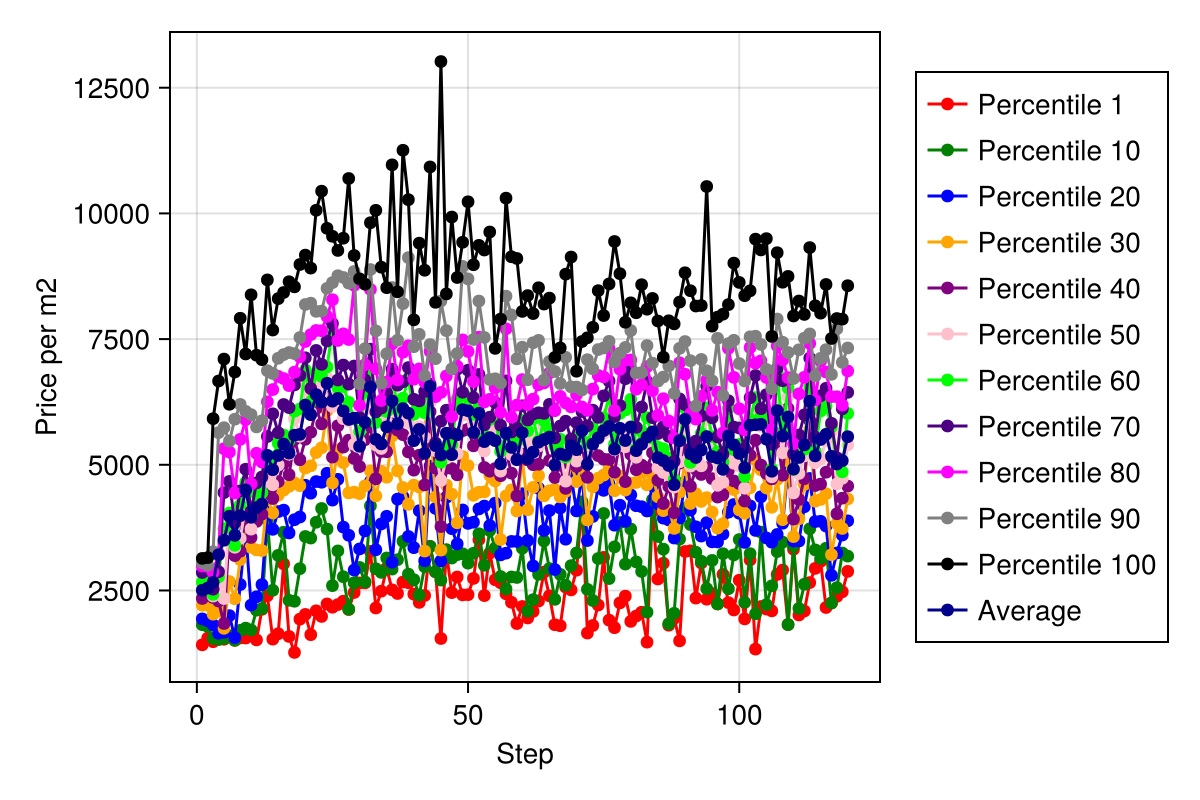 12500
10000
7500
5000
2500
Price per m2
0
50
100
Step
Percentile 1
Percentile 10
Percentile 20
Percentile 30
Percentile 40
Percentile 50
Percentile 60
Percentile 70
Percentile 80
Percentile 90
Percentile 100
Average